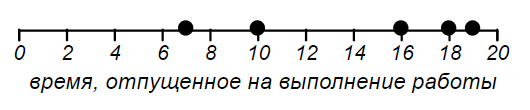 0 2 4 6 8 10 12 14 16 18 20
время, отпущенное на выполнение работы